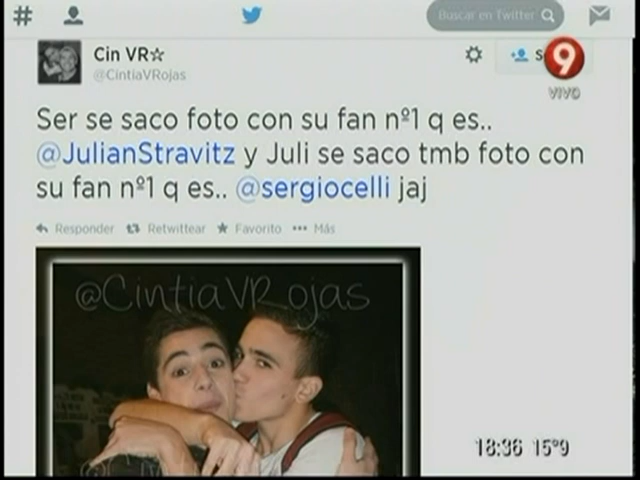 #
Buscar en Twitter
Cin VR☆
@CintiaVRojas
S
9
VIVO
Ser se saco foto con su fan nº1 q es..
@JulianStravitz y Juli se saco tmb foto con
su fan nº1 q es.. @sergiocelli jaj
Responder Retwittear Favorito Más
@CintiaVRojas
18:36 15º9